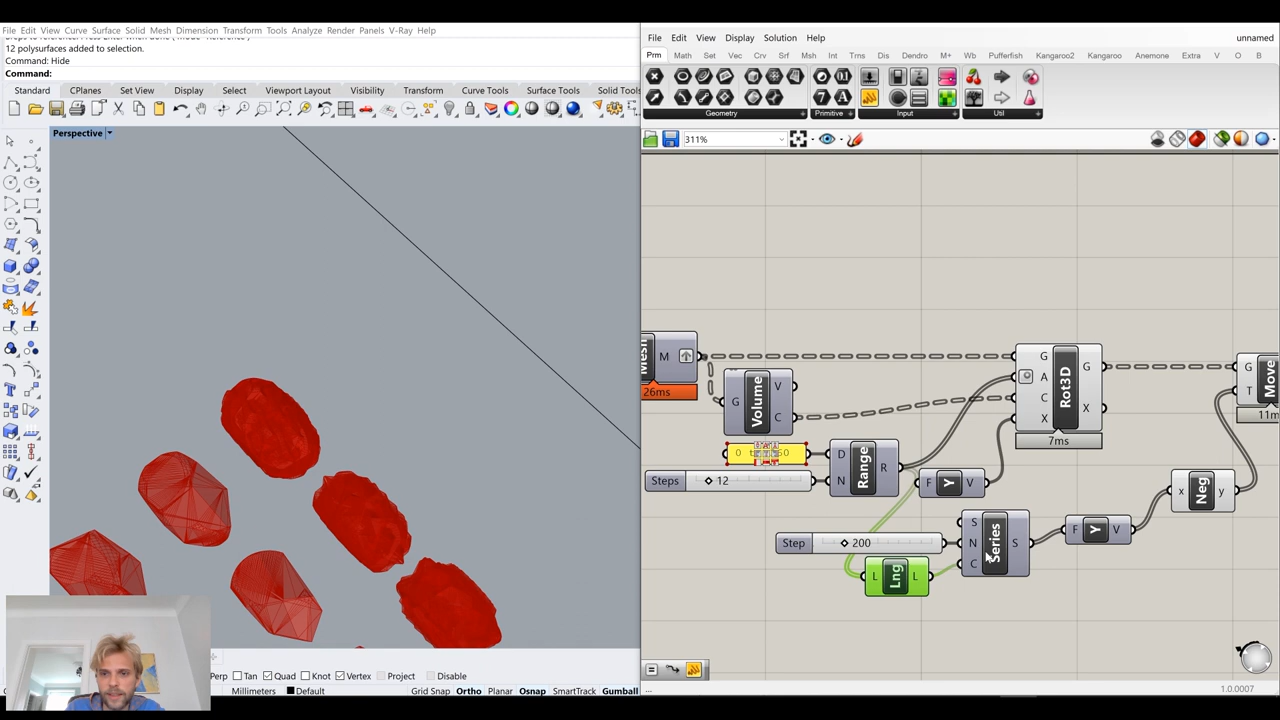 File Edit View Curve Surface Solid Mesh Dimension Transform Tools Analyze Render Panels V-Ray Help
12 polysurfaces added to selection.
Command: Hide
Command:
Standard CPlanes Set View Display Select Viewport Layout Visibility Transform Curve Tools Surface Tools Solid Tools
Perspective
Perp Tan Quad Knot Vertex Project Disable
Millimeters Default Grid Snap Ortho Planar Osnap SmartTrack Gumball
File Edit View Display Solution Help unnamed
Prm Math Set Vec Crv Srf Msh Int Trns Dis Dendro M+ Wb Pufferfish Kangaroo2 Kangaroo Anemone Extra V O B
Geometry Primitive Input Util
311%
Mesh M
26ms
G Volume V C
Steps 12
D N Range R
F Y V
G A C X Rot3D G X
7ms
G T Move
11m
Step 200
L Lng L
S N C Series S
F Y V
x Neg y
1.0.0007